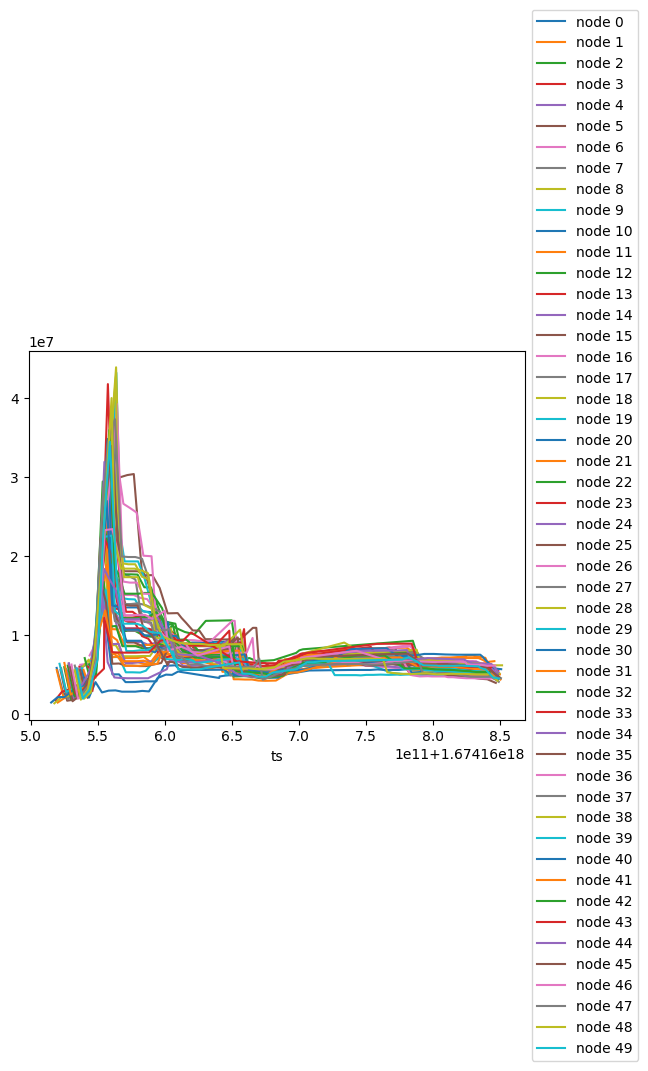 node 0
node 1
node 2
node 3
node 4
node 5
node 6
node 7
node 8
node 9
node 10
node 11
node 12
node 13
node 14
node 15
node 16
node 17
node 18
node 19
node 20
node 21
node 22
node 23
node 24
node 25
node 26
node 27
node 28
node 29
node 30
node 31
node 32
node 33
node 34
node 35
node 36
node 37
node 38
node 39
node 40
node 41
node 42
node 43
node 44
node 45
node 46
node 47
node 48
node 49
1e7
4
3
2
1
0
5.0 5.5 6.0 6.5 7.0 7.5 8.0 8.5
ts
1e11+1.67416e18